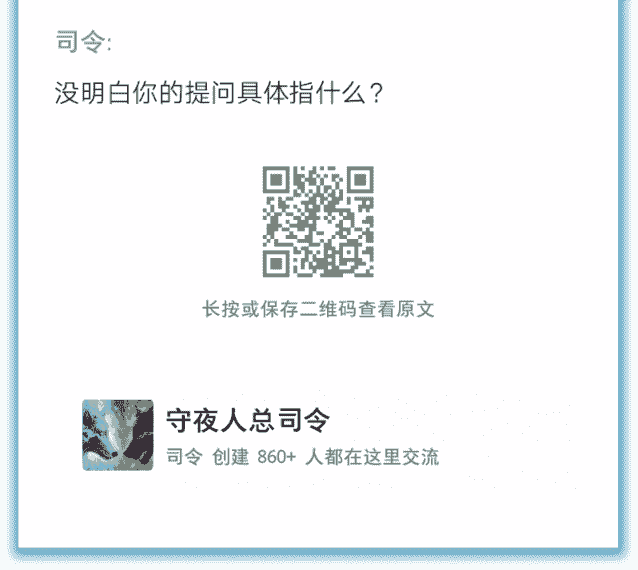 司令:
没明白你的提问具体指什么？
长按或保存二维码查看原文
守夜人总司令
司令 创建 860+ 人都在这里交流